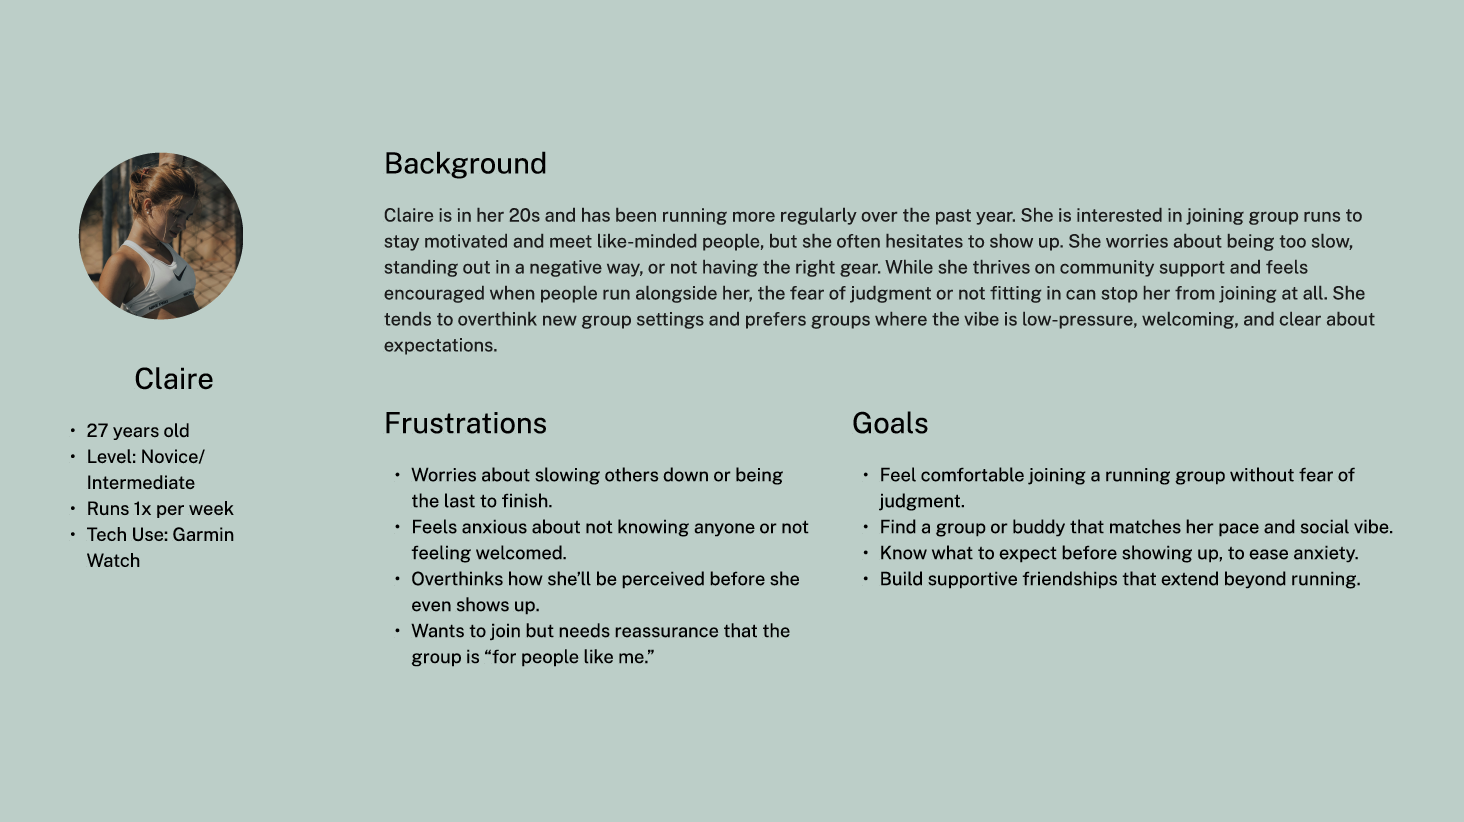 Claire
• 27 years old
• Level: Novice/
Intermediate
• Runs 1x per week
• Tech Use: Garmin
Watch
Background
Claire is in her 20s and has been running more regularly over the past year. She is interested in joining group runs to
stay motivated and meet like-minded people, but she often hesitates to show up. She worries about being too slow,
standing out in a negative way, or not having the right gear. While she thrives on community support and feels
encouraged when people run alongside her, the fear of judgment or not fitting in can stop her from joining at all. She
tends to overthink new group settings and prefers groups where the vibe is low-pressure, welcoming, and clear about
expectations.
Frustrations
• Worries about slowing others down or being
the last to finish.
• Feels anxious about not knowing anyone or not
feeling welcomed.
• Overthinks how she’ll be perceived before she
even shows up.
• Wants to join but needs reassurance that the
group is “for people like me.”
Goals
• Feel comfortable joining a running group without fear of
judgment.
• Find a group or buddy that matches her pace and social vibe.
• Know what to expect before showing up, to ease anxiety.
• Build supportive friendships that extend beyond running.